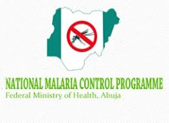 NATIONAL MALARIA CONTROL PROGRAMME
Federal Ministry of Health, Abuja